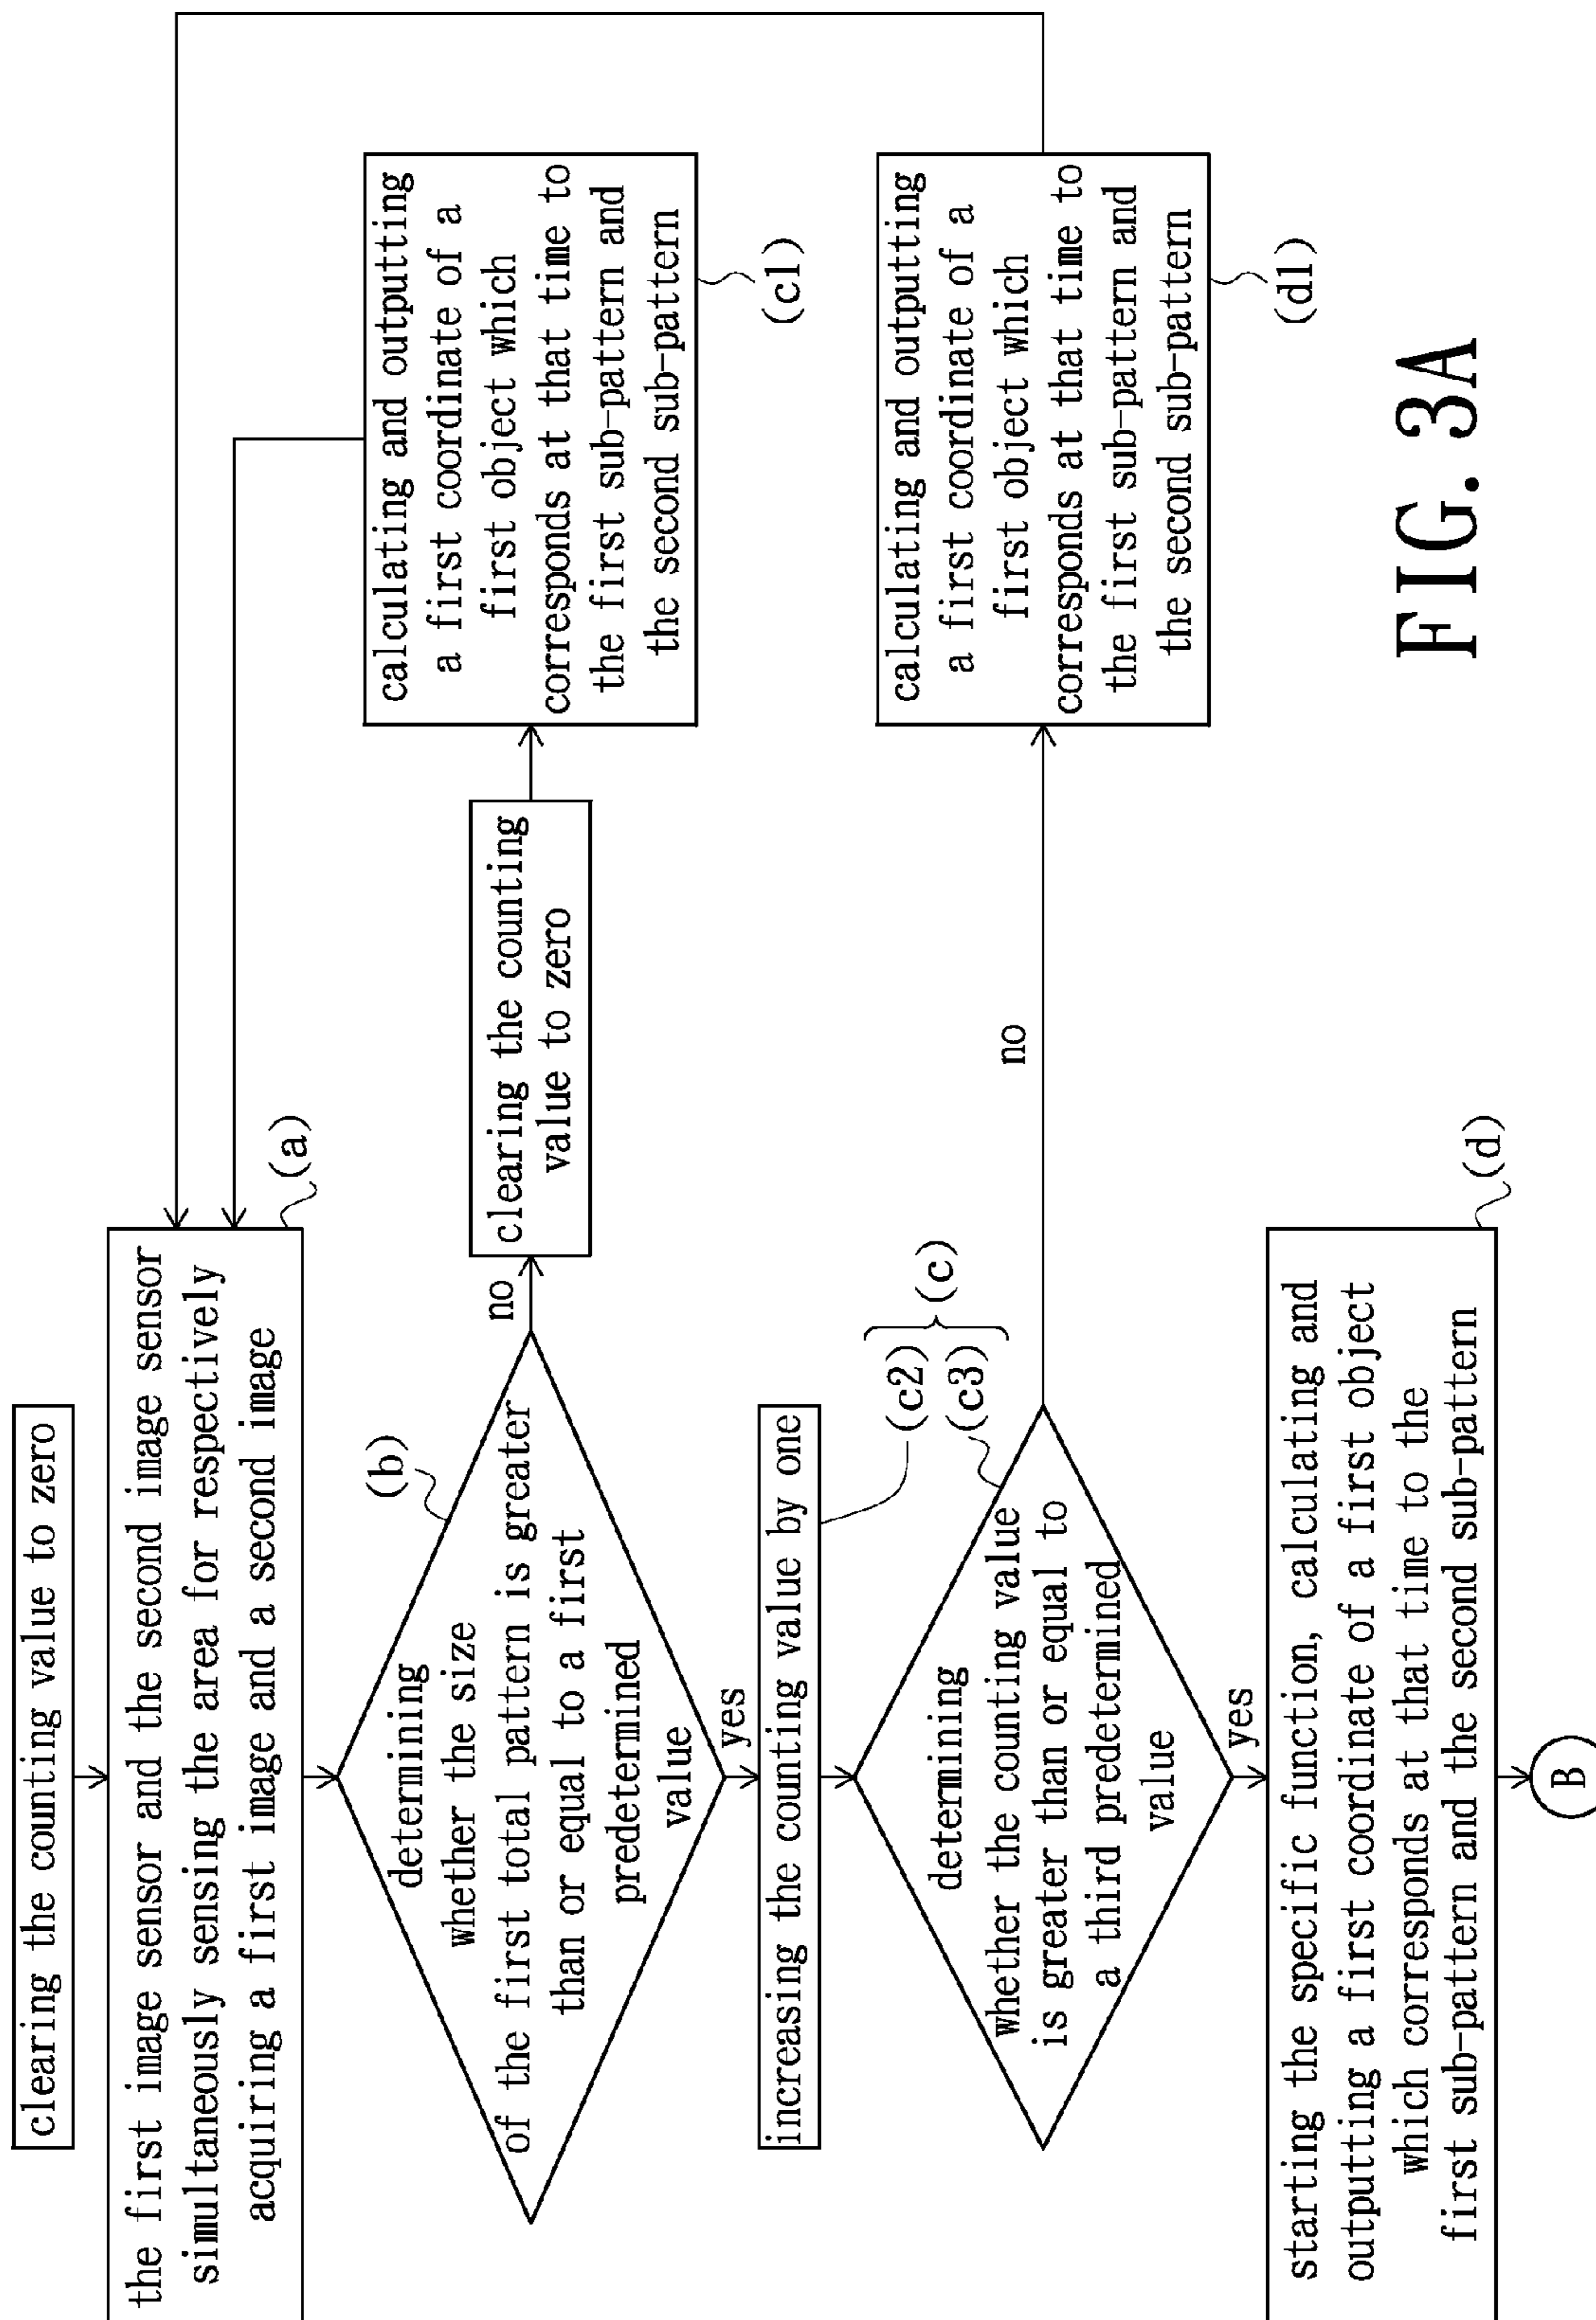 clearing the counting value to zero
the first image sensor and the second image sensor
simultaneously sensing the area for respectively
acquiring a first image and a second image
(a)
determining
whether the size
of the first total pattern is greater
than or equal to a first
predetermined
value
(b)
no
clearing the counting
value to zero
calculating and outputting
a first coordinate of a
first object which
corresponds at that time to
the first sub-pattern and
the second sub-pattern
(c1)
yes
increasing the counting value by one
(c2)
(c3)
(c)
determining
whether the counting value
is greater than or equal to
a third predetermined
value
no
calculating and outputting
a first coordinate of a
first object which
corresponds at that time to
the first sub-pattern and
the second sub-pattern
(d1)
yes
starting the specific function, calculating and
outputting a first coordinate of a first object
which corresponds at that time to the
first sub-pattern and the second sub-pattern
(d)
B
FIG. 3A